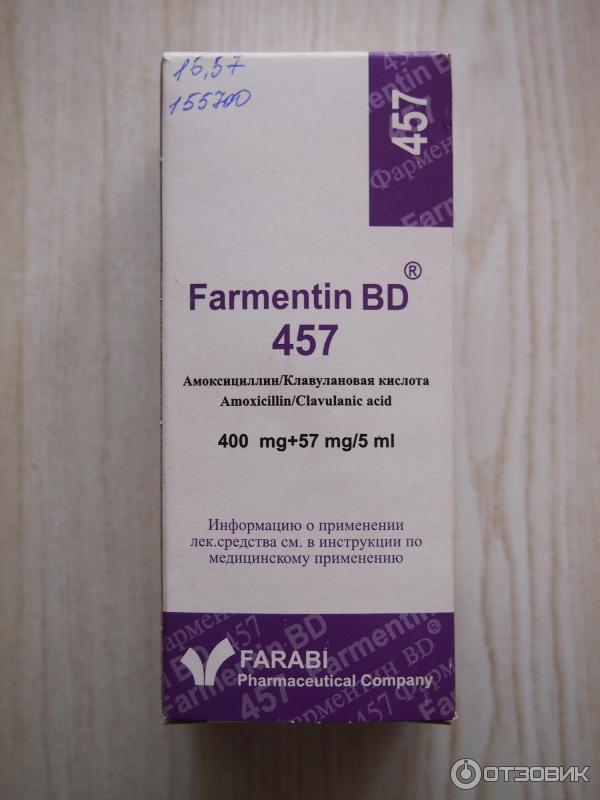 15,57
155700
457
Farmentin BD®
457
Амоксициллин/Клавулановая кислота
Amoxicillin/Clavulanic acid
400 mg+57 mg/5 ml
Информацию о применении
лек.средства см. в инструкции по
медицинскому применению
FARABI
Pharmaceutical Company
ОТЗОВИК